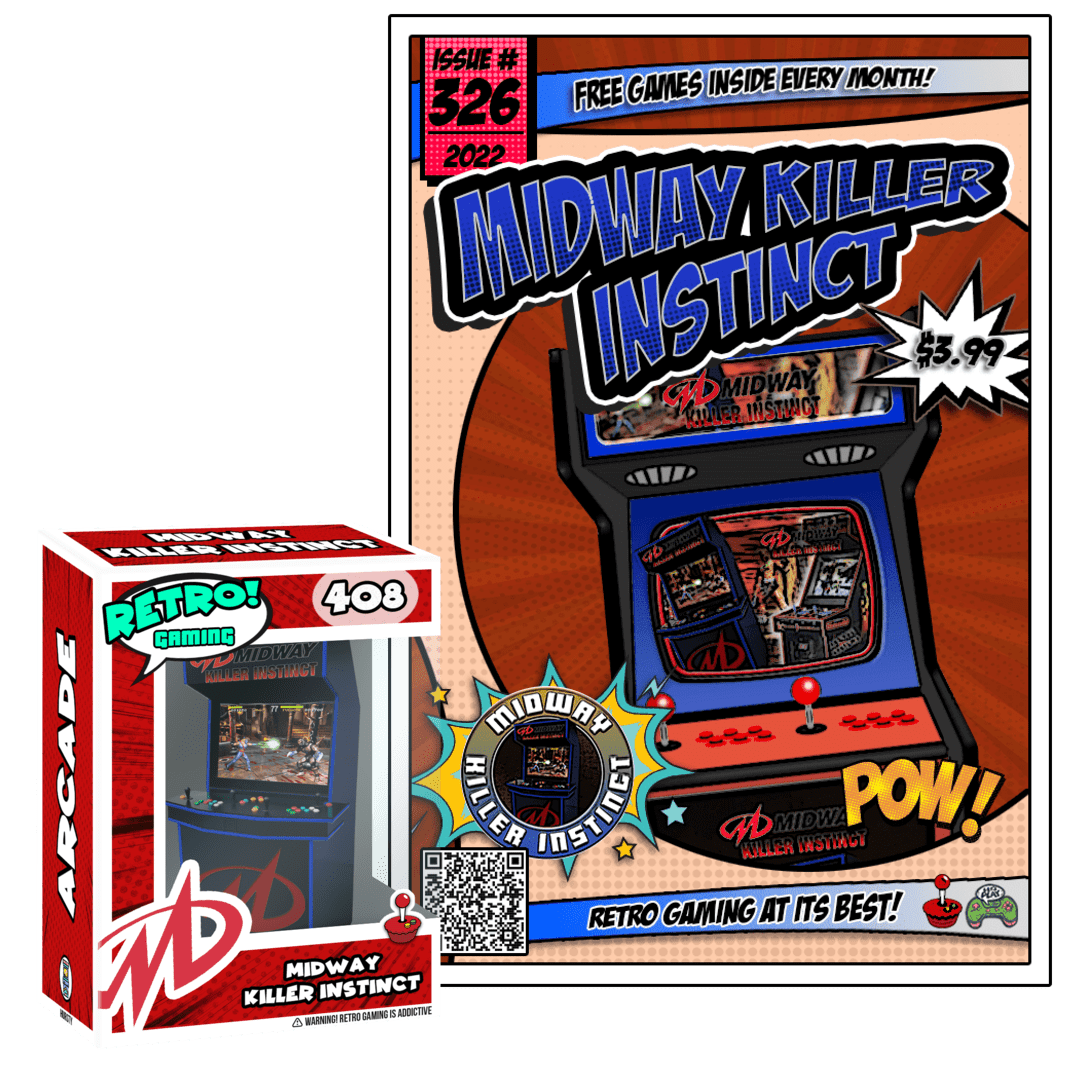 ISSUE #
326
2022
FREE GAMES INSIDE EVERY MONTH!
MIDWAY KILLER
INSTINCT
$3.99
MIDWAY
KILLER INSTINCT
MIDWAY
KILLER INSTINCT
RETRO!
GAMING
408
ARCADE
MIDWAY
KILLER INSTINCT
MIDWAY
KILLER INSTINCT
POW!
MIDWAY
KILLER INSTINCT
RETRO GAMING AT ITS BEST!
MIDWAY
KILLER INSTINCT
WARNING! RETRO GAMING IS ADDICTIVE